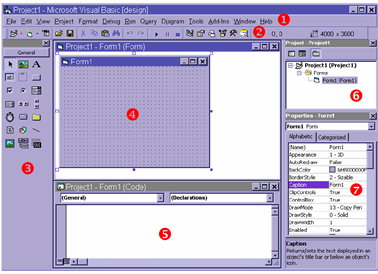 Project1 - Microsoft Visual Basic [design]
File Edit View Project Format Debug Run Query Diagram Tools Add-Ins Window Help
1
2
0, 0
4000 x 3600
General
3
Project1 - Form1 (Form)
Form1
4
Project1 - Form1 (Code)
(General)
(Declarations)
5
Project - Project1
Project1 (Project1)
Forms
Form1 (Form1)
6
Properties - Form1
Form1 Form
Alphabetic Categorized
(Name) Form1
Appearance 1 - 3D
AutoRedraw False
BackColor
BorderStyle 2 - Sizable
Caption Form1
ClipControls True
ControlBox True
DrawMode 13 - Copy Pen
DrawStyle 0 - Solid
DrawWidth 1
Enabled True
7
Caption
Returns/sets the text displayed in an
object's title bar or below an object's
icon.